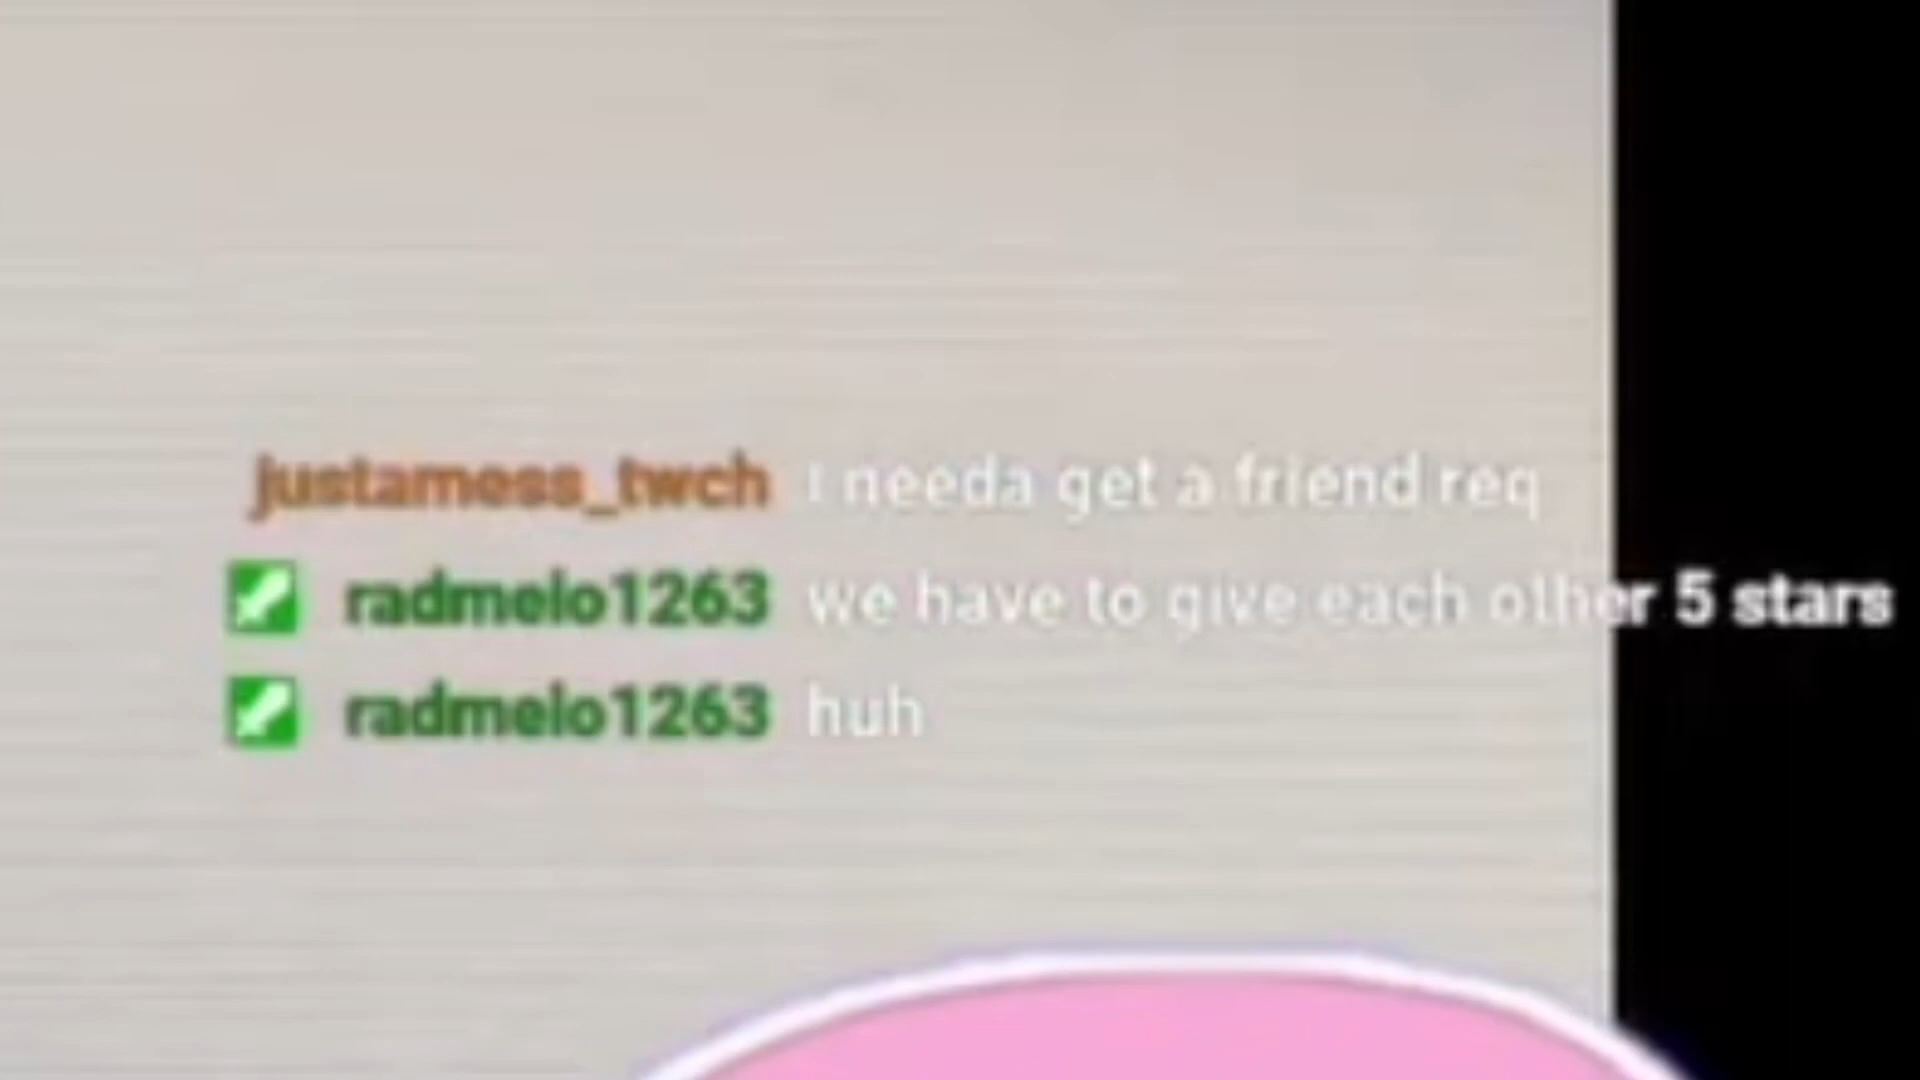 justamess_twch I needa get a friend req
radmelo1263 we have to give each other 5 stars
radmelo1263 huh